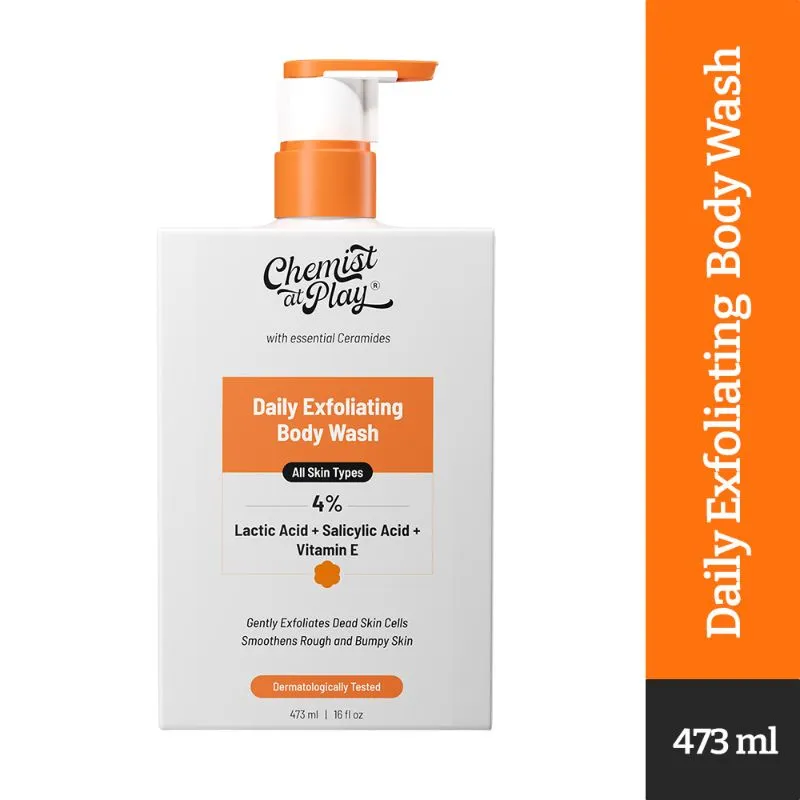 Chemist
at Play®
with essential Ceramides
Daily Exfoliating
Body Wash
All Skin Types
4%
Lactic Acid + Salicylic Acid +
Vitamin E
Gently Exfoliates Dead Skin Cells
Smoothens Rough and Bumpy Skin
Dermatologically Tested
473 ml | 16 fl oz
Daily Exfoliating Body Wash
473 ml